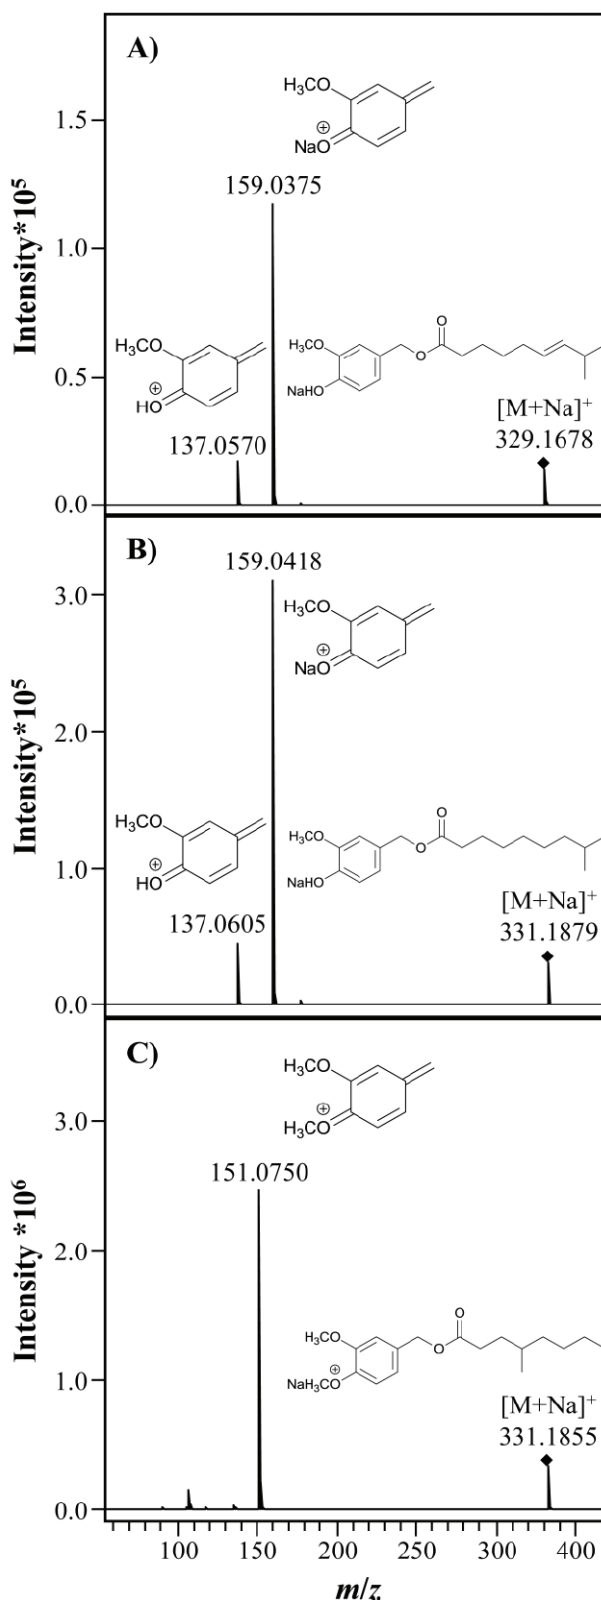 A)
H₃CO
⊕
NaO
159.0375
Intensity*10⁵
1.5
1.0
0.5
0.0
H₃CO
⊕
HO
137.0570
O
H₃CO
O
NaHO
[M+Na]⁺
329.1678
B)
159.0418
H₃CO
⊕
NaO
Intensity*10⁵
3.0
2.0
1.0
0.0
H₃CO
⊕
HO
137.0605
O
H₃CO
O
NaHO
[M+Na]⁺
331.1879
C)
H₃CO
⊕
H₃CO
151.0750
Intensity *10⁶
3.0
2.0
1.0
0.0
O
H₃CO
O
⊕
NaH₃CO
[M+Na]⁺
331.1855
100 150 200 250 300 400
m/z